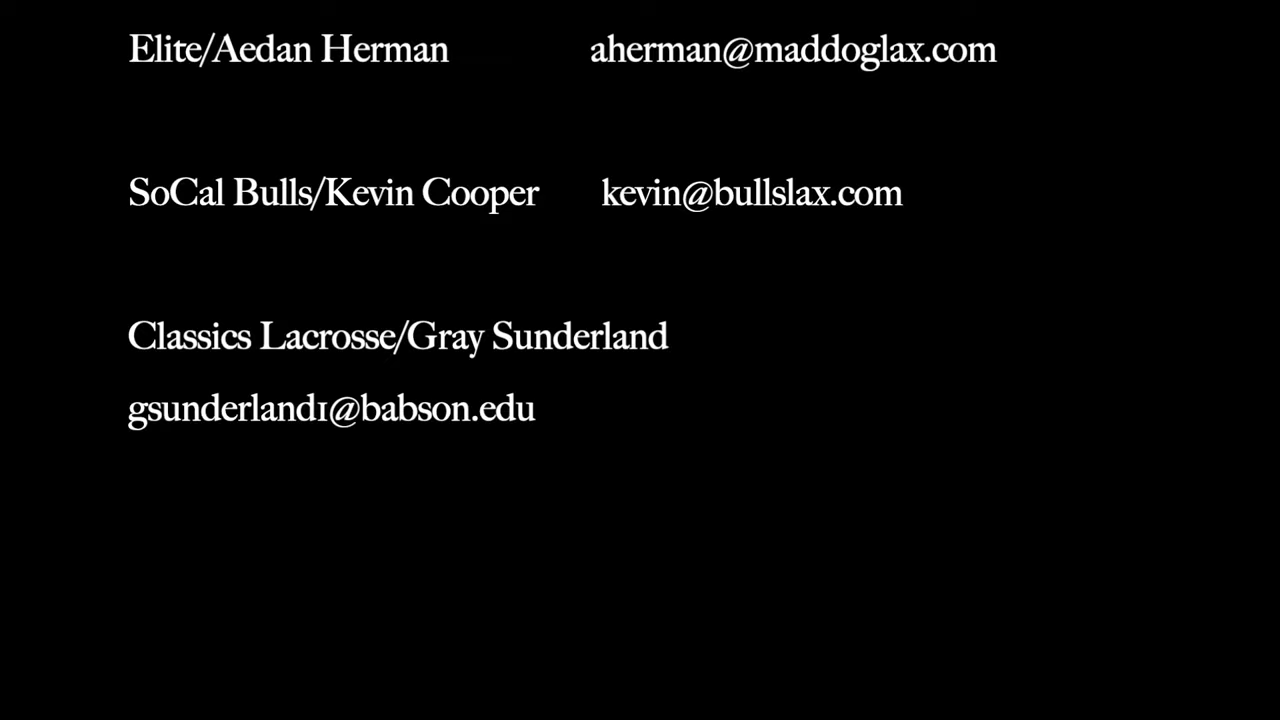 Elite/Aedan Herman aherman@maddoglax.com
SoCal Bulls/Kevin Cooper kevin@bullslax.com
Classics Lacrosse/Gray Sunderland
gsunderland1@babson.edu